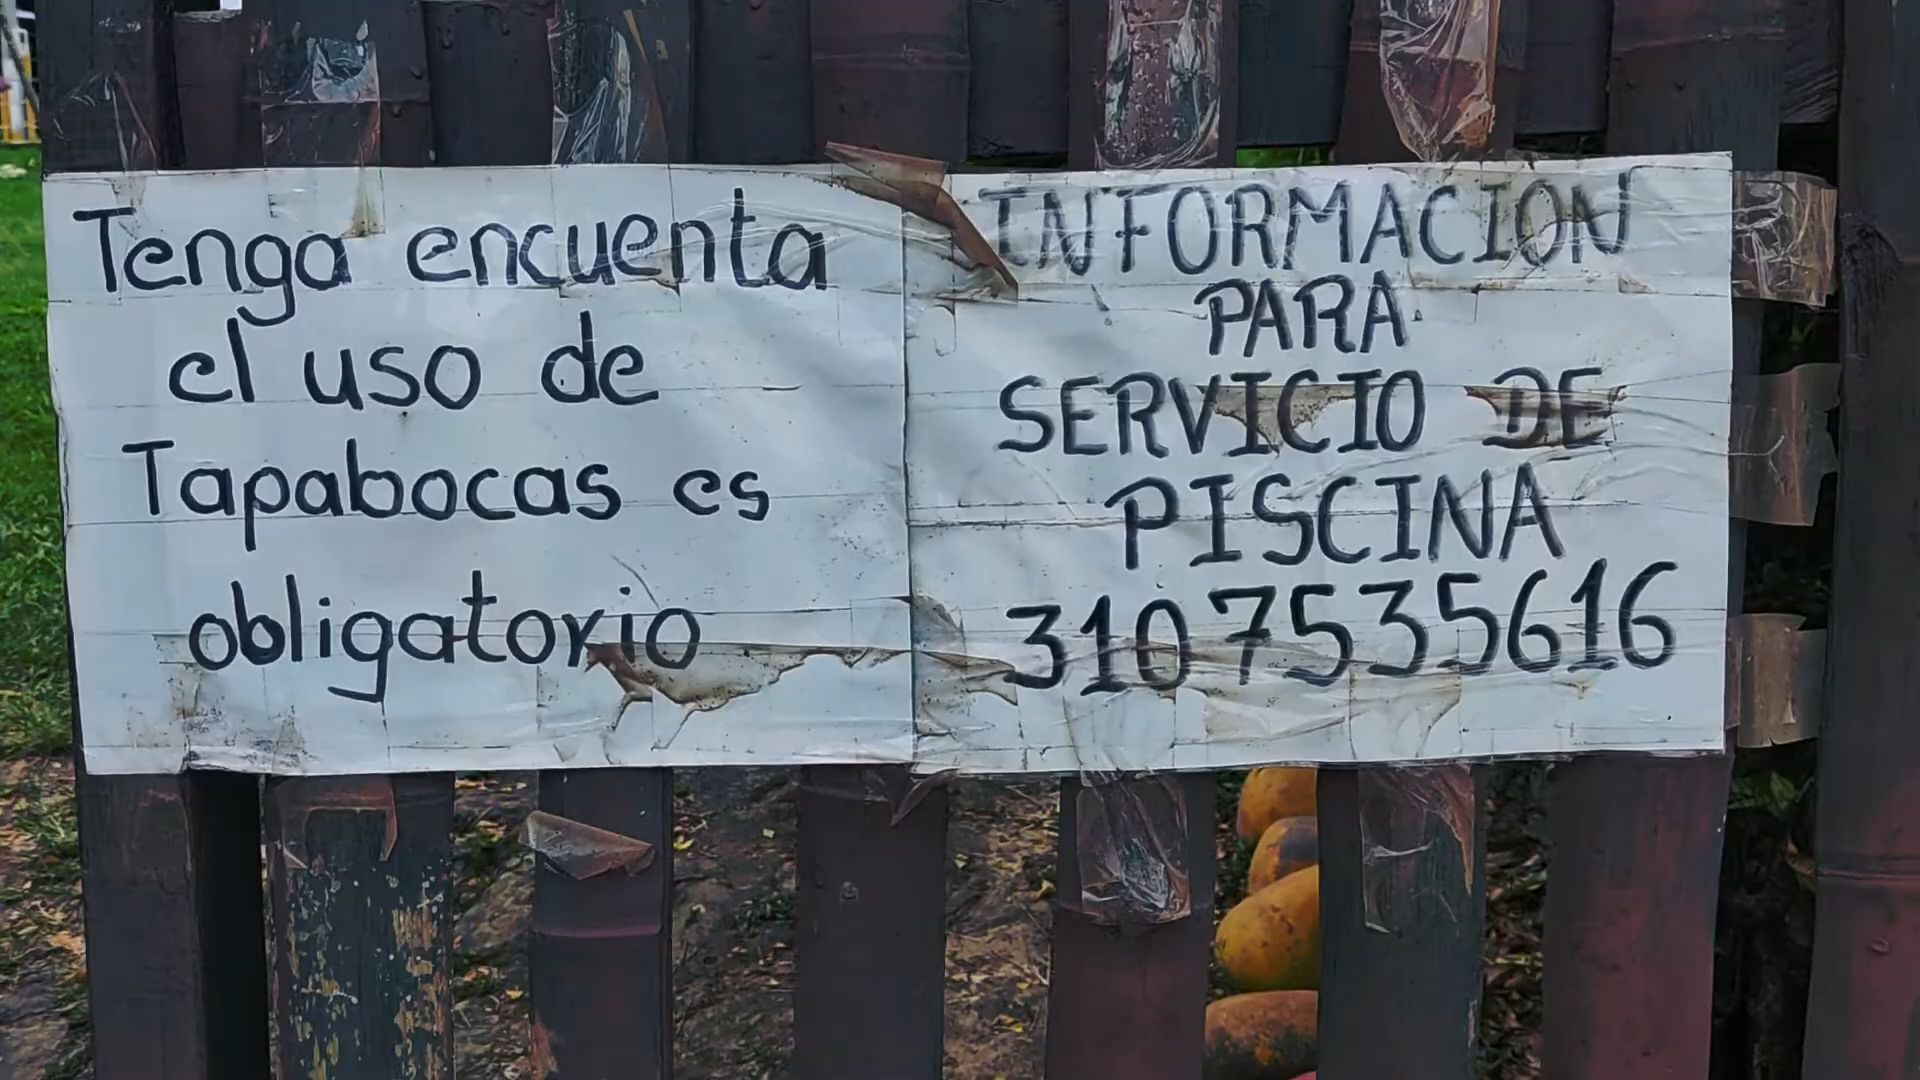 Tenga encuenta
el uso de
Tapabocas es
obligatorio
INFORMACION
PARA
SERVICIO DE
PISCINA
3107535616